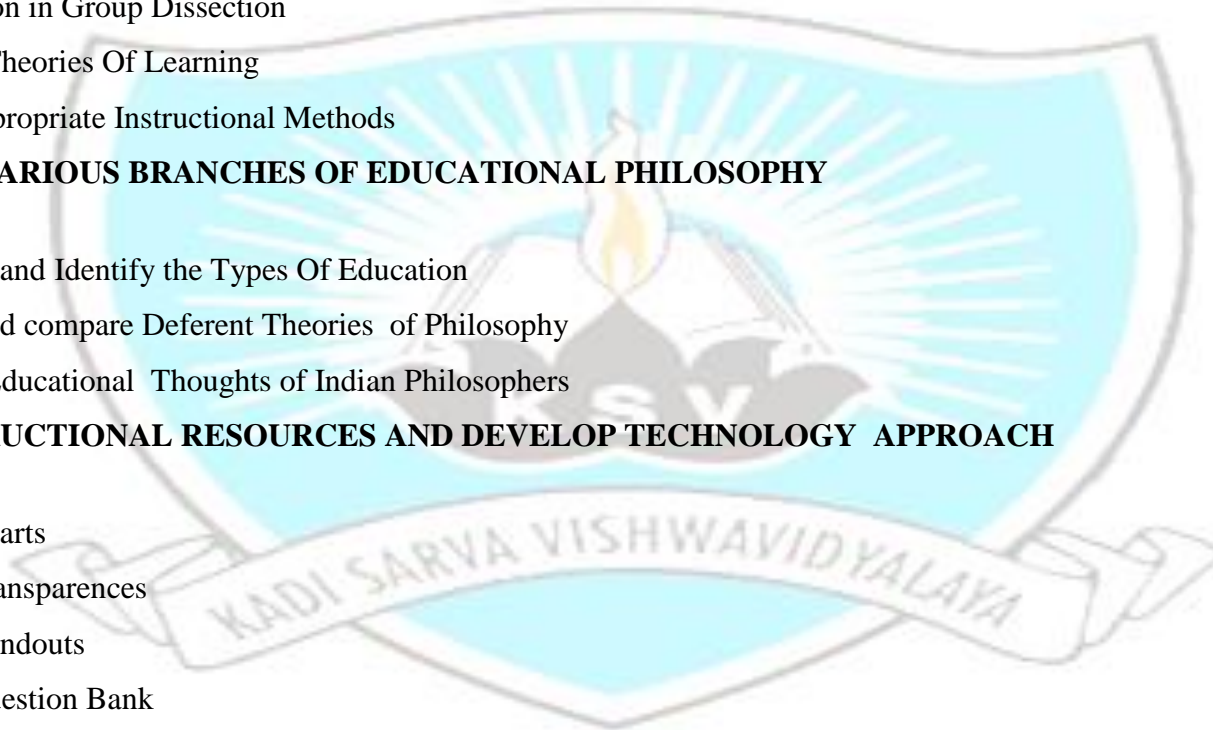 on in Group Dissection
Theories Of Learning
propriate Instructional Methods
ARIOUS BRANCHES OF EDUCATIONAL PHILOSOPHY
and Identify the Types Of Education
d compare Deferent Theories of Philosophy
Educational Thoughts of Indian Philosophers
UCTIONAL RESOURCES AND DEVELOP TECHNOLOGY APPROACH
KSV
arts
KADI SARVA VISHWAVIDYALAYA
ansparences
ndouts
estion Bank